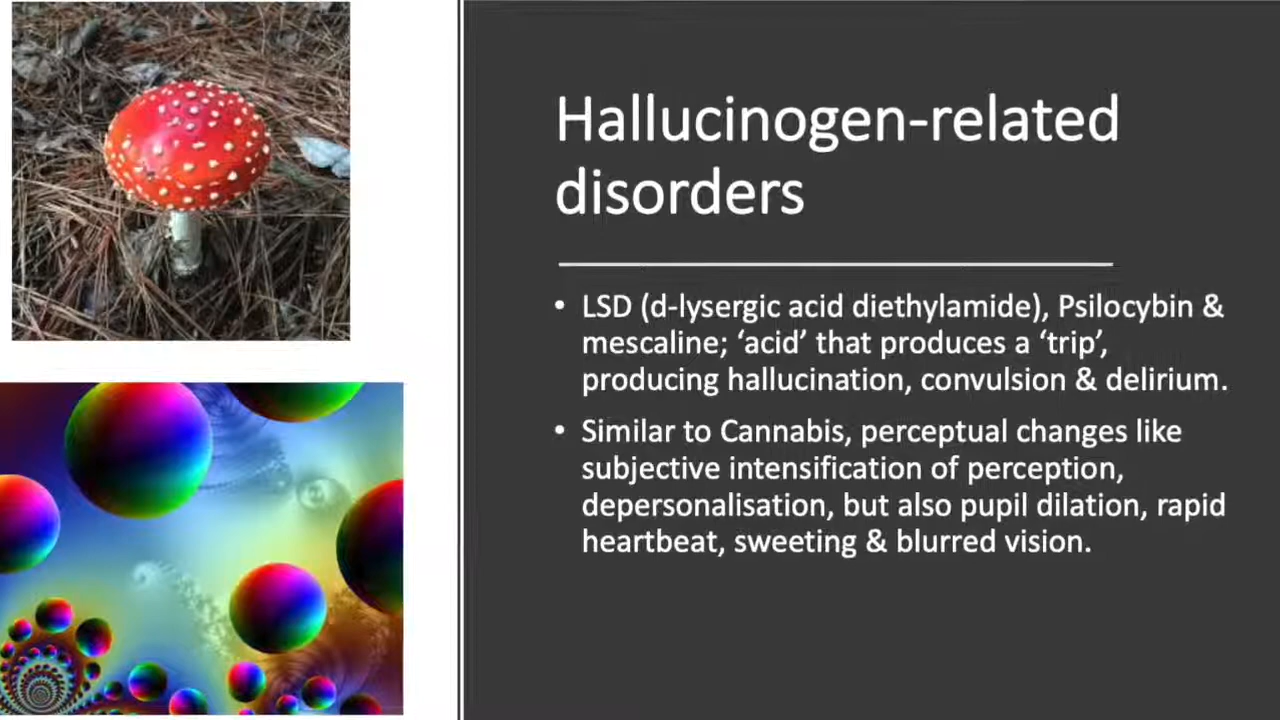 Hallucinogen-related
disorders
• LSD (d-lysergic acid diethylamide), Psilocybin &
mescaline; ‘acid’ that produces a ‘trip’,
producing hallucination, convulsion & delirium.
• Similar to Cannabis, perceptual changes like
subjective intensification of perception,
depersonalisation, but also pupil dilation, rapid
heartbeat, sweeting & blurred vision.